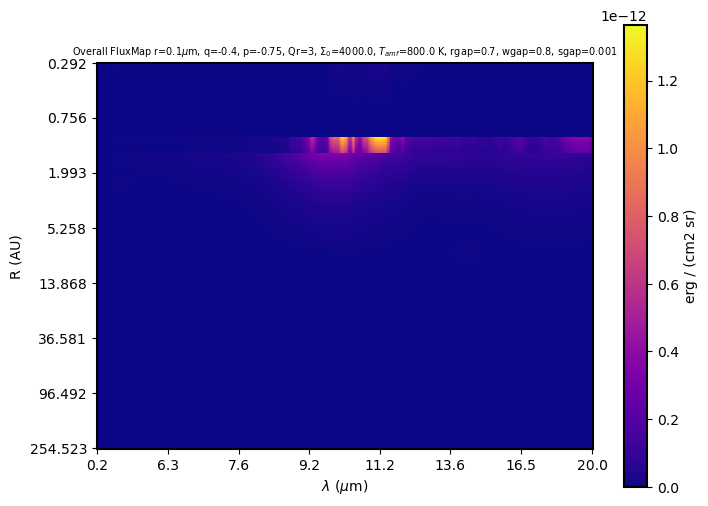 1e−12
Overall FluxMap r=0.1μm, q=-0.4, p=-0.75, Qr=3, Σ₀=4000.0, T_amf=800.0 K, rgap=0.7, wgap=0.8, sgap=0.001
0.292
0.756
1.993
5.258
13.868
36.581
96.492
254.523
R (AU)
0.2 6.3 7.6 9.2 11.2 13.6 16.5 20.0
λ (μm)
1.2
1.0
0.8
0.6
0.4
0.2
0.0
erg / (cm2 sr)